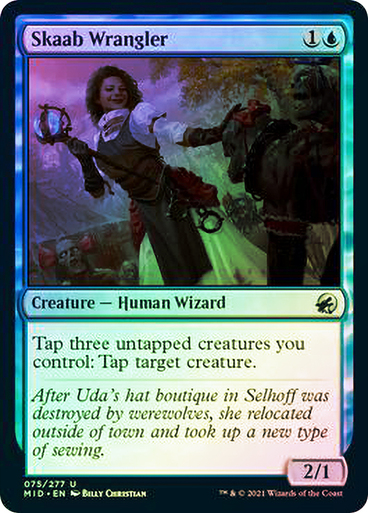 Skaab Wrangler 1
Creature — Human Wizard
Tap three untapped creatures you
control: Tap target creature.
After Uda's hat boutique in Selhoff was
destroyed by werewolves, she relocated
outside of town and took up a new type
of sewing.
2/1
075/277 U
MID • EN Billy Christian
™ & © 2021 Wizards of the Coast